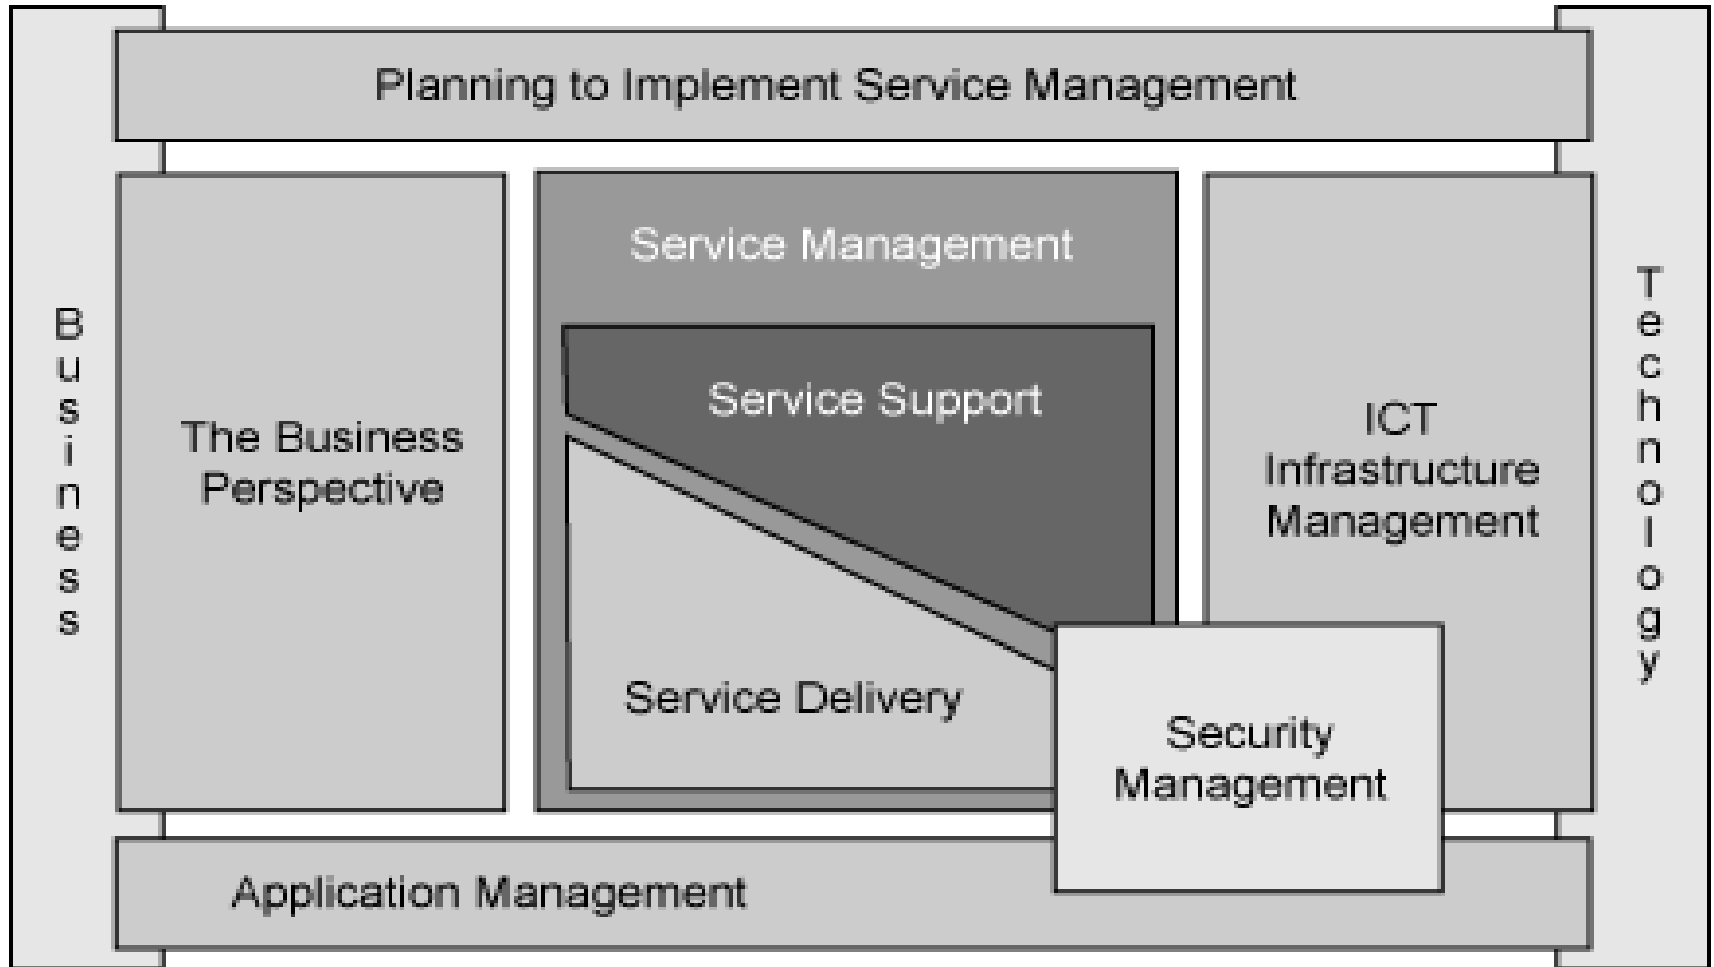 Planning to Implement Service Management
Business
The Business
Perspective
Service Management
Service Support
Service Delivery
ICT
Infrastructure
Management
Technology
Security
Management
Application Management